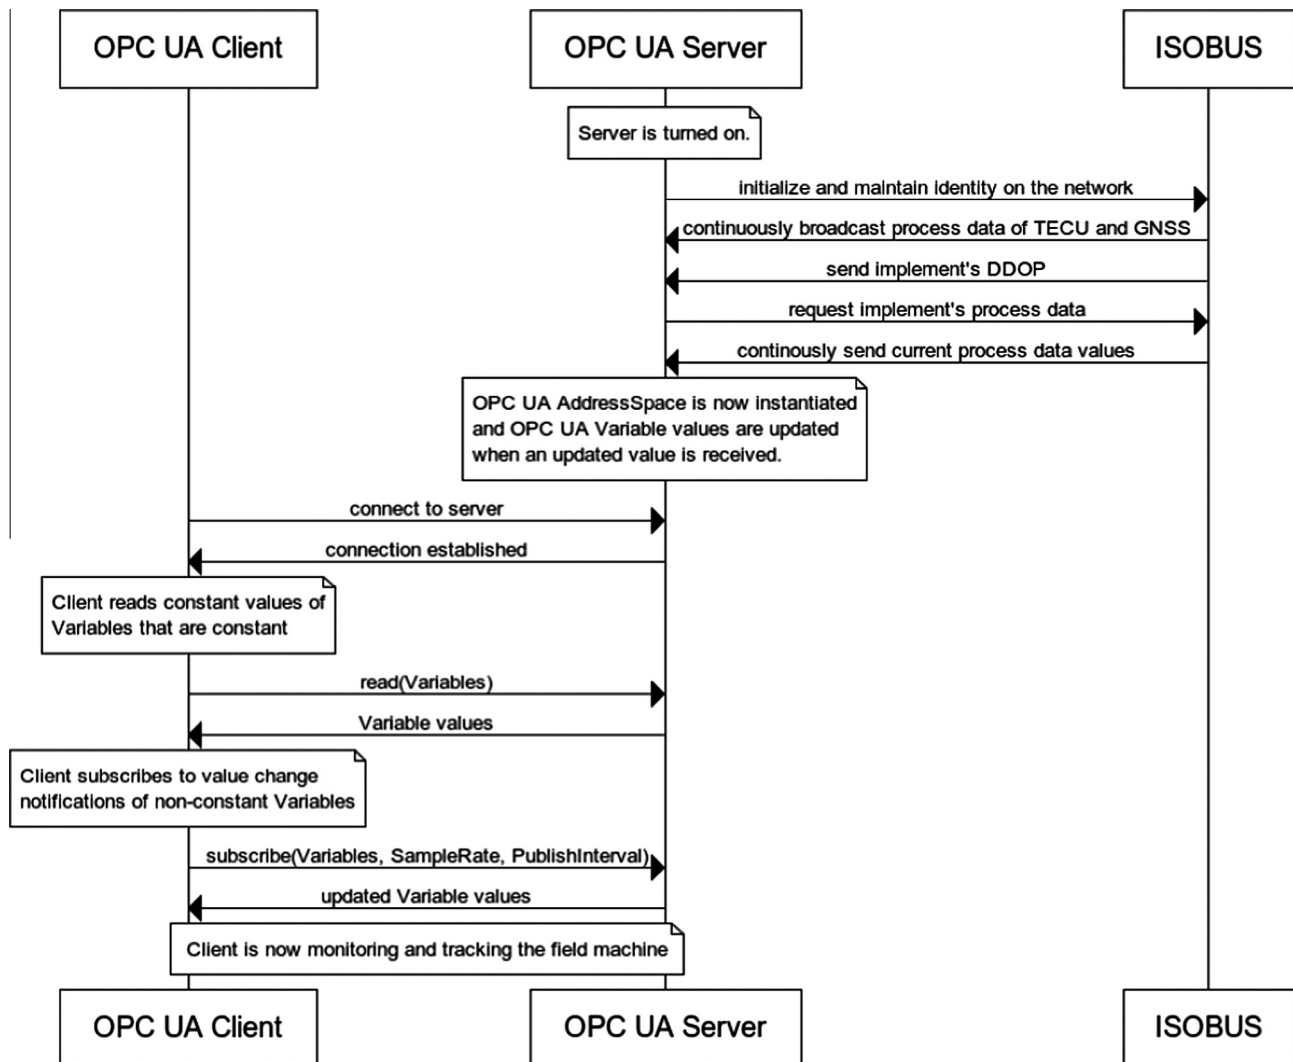 OPC UA Client
OPC UA Server
ISOBUS
Server is turned on.
initialize and maintain identity on the network
continuously broadcast process data of TECU and GNSS
send implement's DDOP
request implement's process data
continously send current process data values
OPC UA AddressSpace is now instantiated
and OPC UA Variable values are updated
when an updated value is received.
connect to server
connection established
Client reads constant values of
Variables that are constant
read(Variables)
Variable values
Client subscribes to value change
notifications of non-constant Variables
subscribe(Variables, SampleRate, PublishInterval)
updated Variable values
Client is now monitoring and tracking the field machine
OPC UA Client
OPC UA Server
ISOBUS